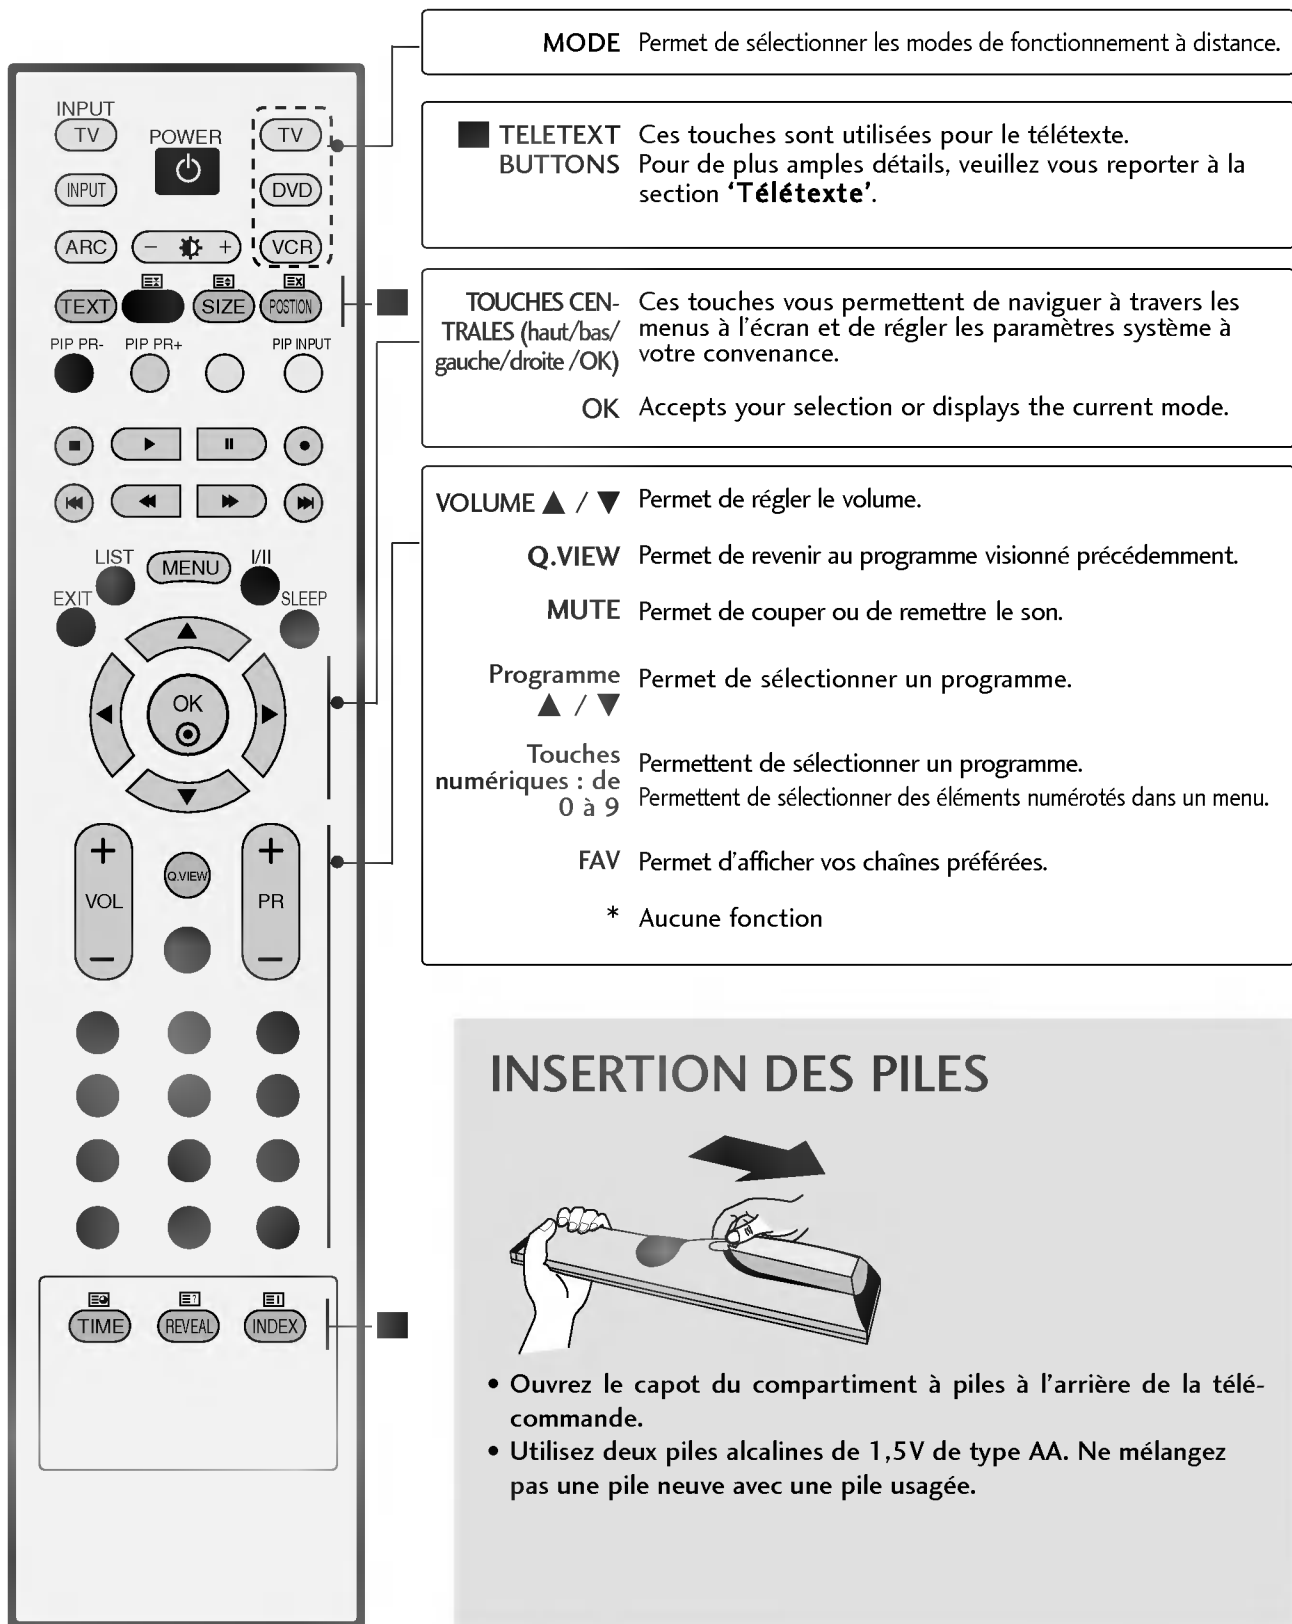 MODE Permet de sélectionner les modes de fonctionnement à distance.
TELETEXT Ces touches sont utilisées pour le télétexte.
BUTTONS Pour de plus amples détails, veuillez vous reporter à la
section ‘Télétexte’.
TOUCHES CEN- Ces touches vous permettent de naviguer à travers les
TRALES (haut/bas/ menus à l’écran et de régler les paramètres système à
gauche/droite /OK) votre convenance.
OK Accepts your selection or displays the current mode.
VOLUME ▲ / ▼ Permet de régler le volume.
Q.VIEW Permet de revenir au programme visionné précédemment.
MUTE Permet de couper ou de remettre le son.
Programme Permet de sélectionner un programme.
▲ / ▼
Touches
numériques : de Permettent de sélectionner un programme.
0 à 9 Permettent de sélectionner des éléments numérotés dans un menu.
FAV Permet d’afficher vos chaînes préférées.
* Aucune fonction
INPUT
TV POWER TV
INPUT DVD
ARC - + VCR
TEXT SIZE POSTION
PIP PR- PIP PR+ PIP INPUT
LIST MENU I/II
EXIT SLEEP
OK
+ +
VOL Q.VIEW PR
- -
TIME REVEAL INDEX
INSERTION DES PILES
• Ouvrez le capot du compartiment à piles à l’arrière de la télé-
commande.
• Utilisez deux piles alcalines de 1,5V de type AA. Ne mélangez
pas une pile neuve avec une pile usagée.